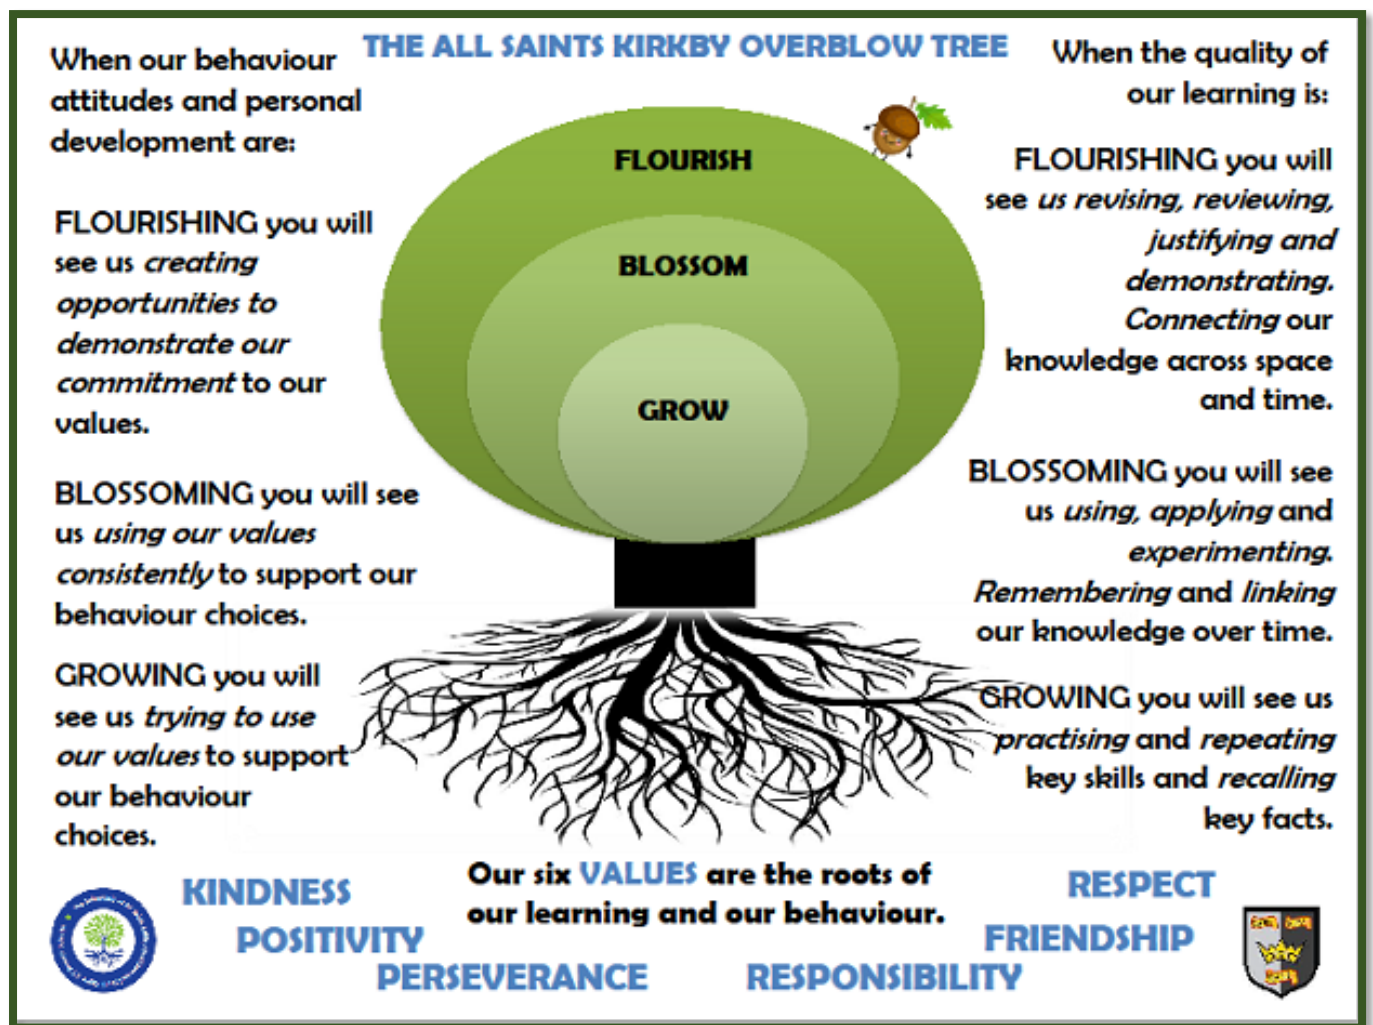 THE ALL SAINTS KIRKBY OVERBLOW TREE
When our behaviour
attitudes and personal
development are:
FLOURISHING you will
see us creating
opportunities to
demonstrate our
commitment to our
values.
BLOSSOMING you will see
us using our values
consistently to support our
behaviour choices.
GROWING you will
see us trying to use
our values to support
our behaviour
choices.
FLOURISH
BLOSSOM
GROW
When the quality of
our learning is:
FLOURISHING you will
see us revising, reviewing,
justifying and
demonstrating.
Connecting our
knowledge across space
and time.
BLOSSOMING you will see
us using, applying and
experimenting.
Remembering and linking
our knowledge over time.
GROWING you will see us
practising and repeating
key skills and recalling
key facts.
Our six VALUES are the roots of
our learning and our behaviour.
KINDNESS
POSITIVITY
PERSEVERANCE
RESPONSIBILITY
FRIENDSHIP
RESPECT